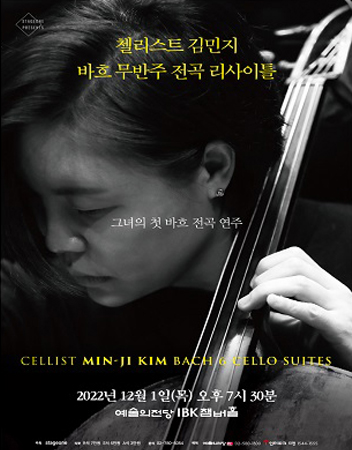 STAGEONE
PRESENTS
첼리스트 김민지
바흐 무반주 전곡 리사이틀
그녀의 첫 바흐 전곡 연주
CELLIST MIN-JI KIM BACH 6 CELLO SUITES
2022년 12월 1일(목) 오후 7시 30분
예술의전당 IBK챔버홀
주최 stageone